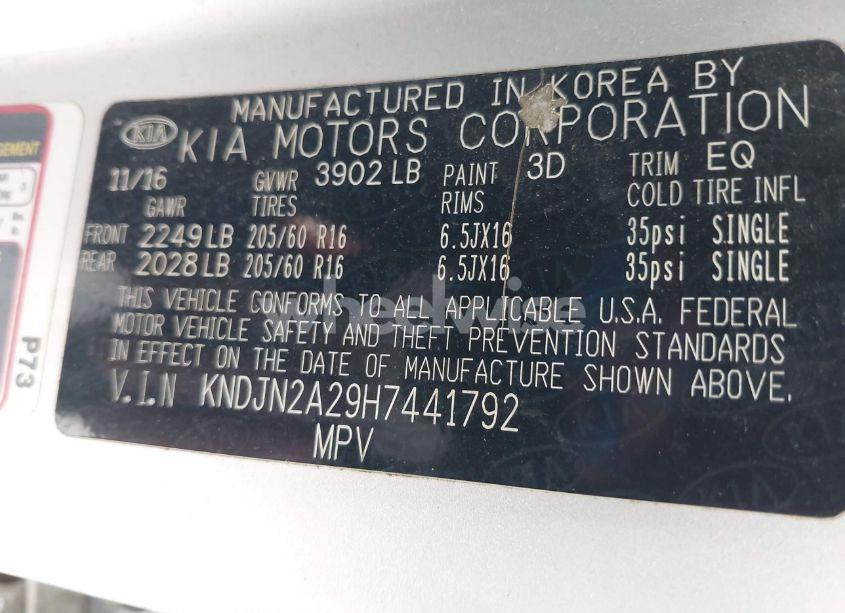 MANUFACTURED IN KOREA BY
KIA KIA MOTORS CORPORATION
11/16 GVWR 3902 LB PAINT 3D TRIM EQ
GAWR TIRES RIMS COLD TIRE INFL
FRONT 2249 LB 205/60 R16 6.5JX16 35psi SINGLE
REAR 2028 LB 205/60 R16 6.5JX16 35psi SINGLE
THIS VEHICLE CONFORMS TO ALL APPLICABLE U.S.A. FEDERAL
MOTOR VEHICLE SAFETY AND THEFT PREVENTION STANDARDS
IN EFFECT ON THE DATE OF MANUFACTURE SHOWN ABOVE.
V.I.N KNDJN2A29H7441792
MPV
P73
wheelwise